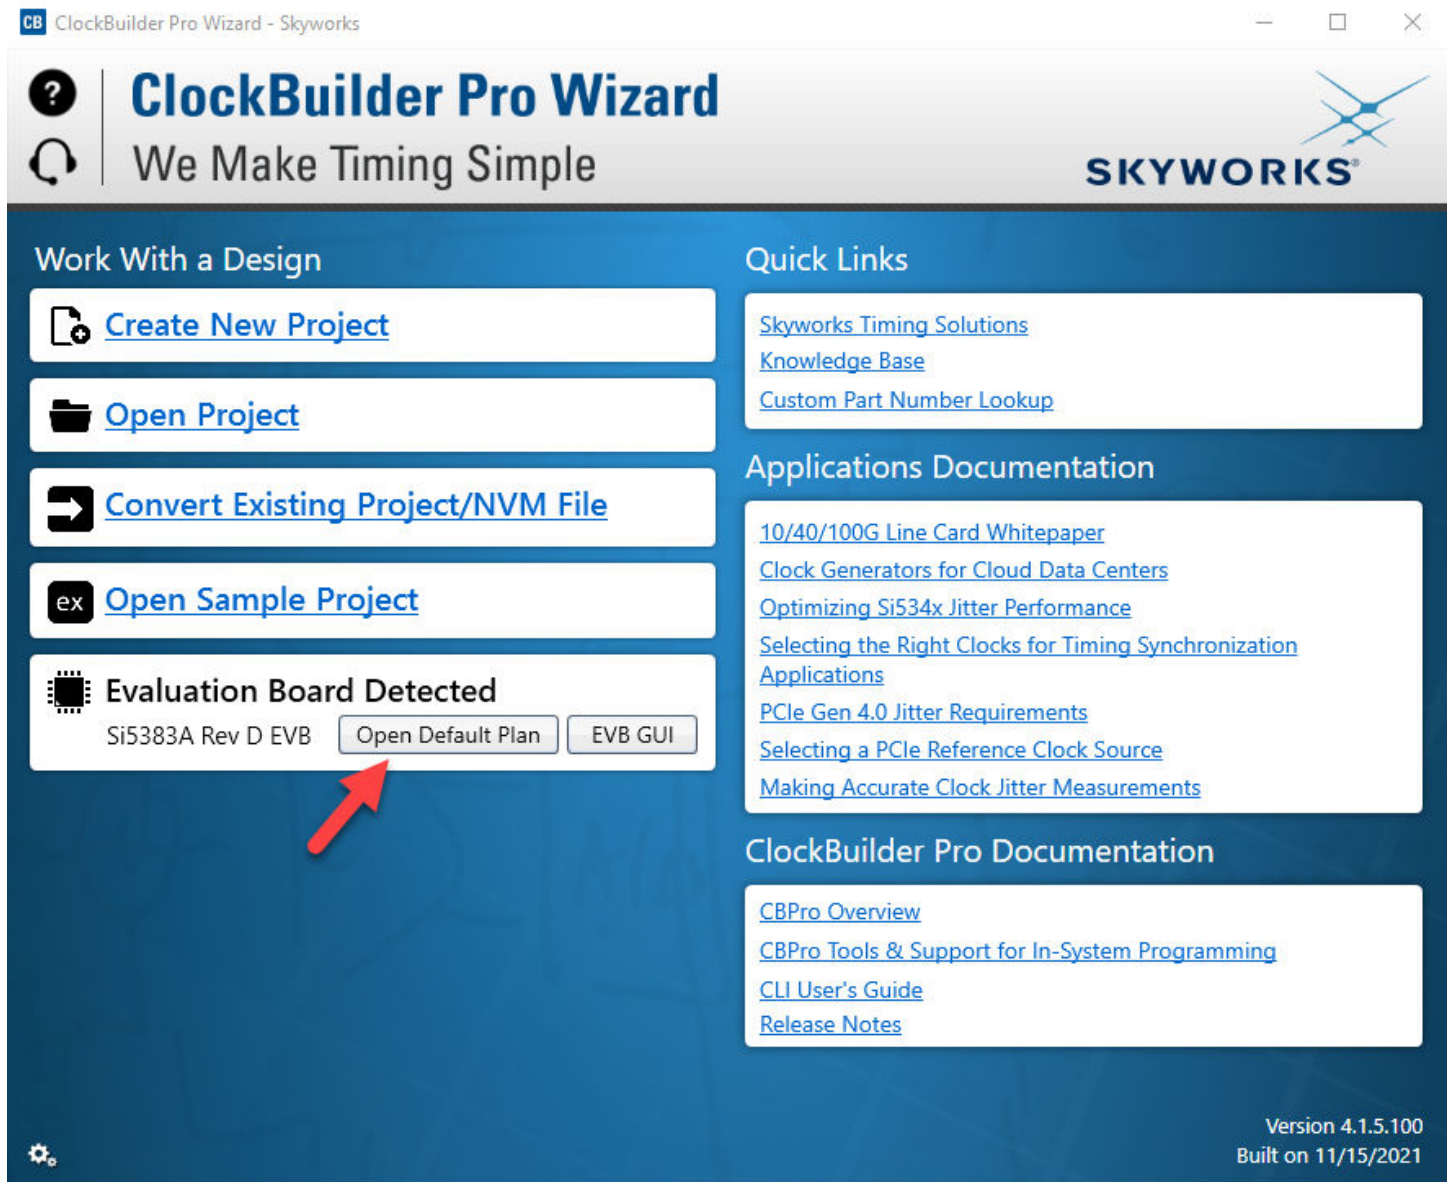 CB ClockBuilder Pro Wizard - Skyworks
?
ClockBuilder Pro Wizard
We Make Timing Simple
SKYWORKS®
Work With a Design
Create New Project
Open Project
Convert Existing Project/NVM File
ex Open Sample Project
Evaluation Board Detected
Si5383A Rev D EVB Open Default Plan EVB GUI
Quick Links
Skyworks Timing Solutions
Knowledge Base
Custom Part Number Lookup
Applications Documentation
10/40/100G Line Card Whitepaper
Clock Generators for Cloud Data Centers
Optimizing Si534x Jitter Performance
Selecting the Right Clocks for Timing Synchronization
Applications
PCIe Gen 4.0 Jitter Requirements
Selecting a PCIe Reference Clock Source
Making Accurate Clock Jitter Measurements
ClockBuilder Pro Documentation
CBPro Overview
CBPro Tools & Support for In-System Programming
CLI User's Guide
Release Notes
Version 4.1.5.100
Built on 11/15/2021